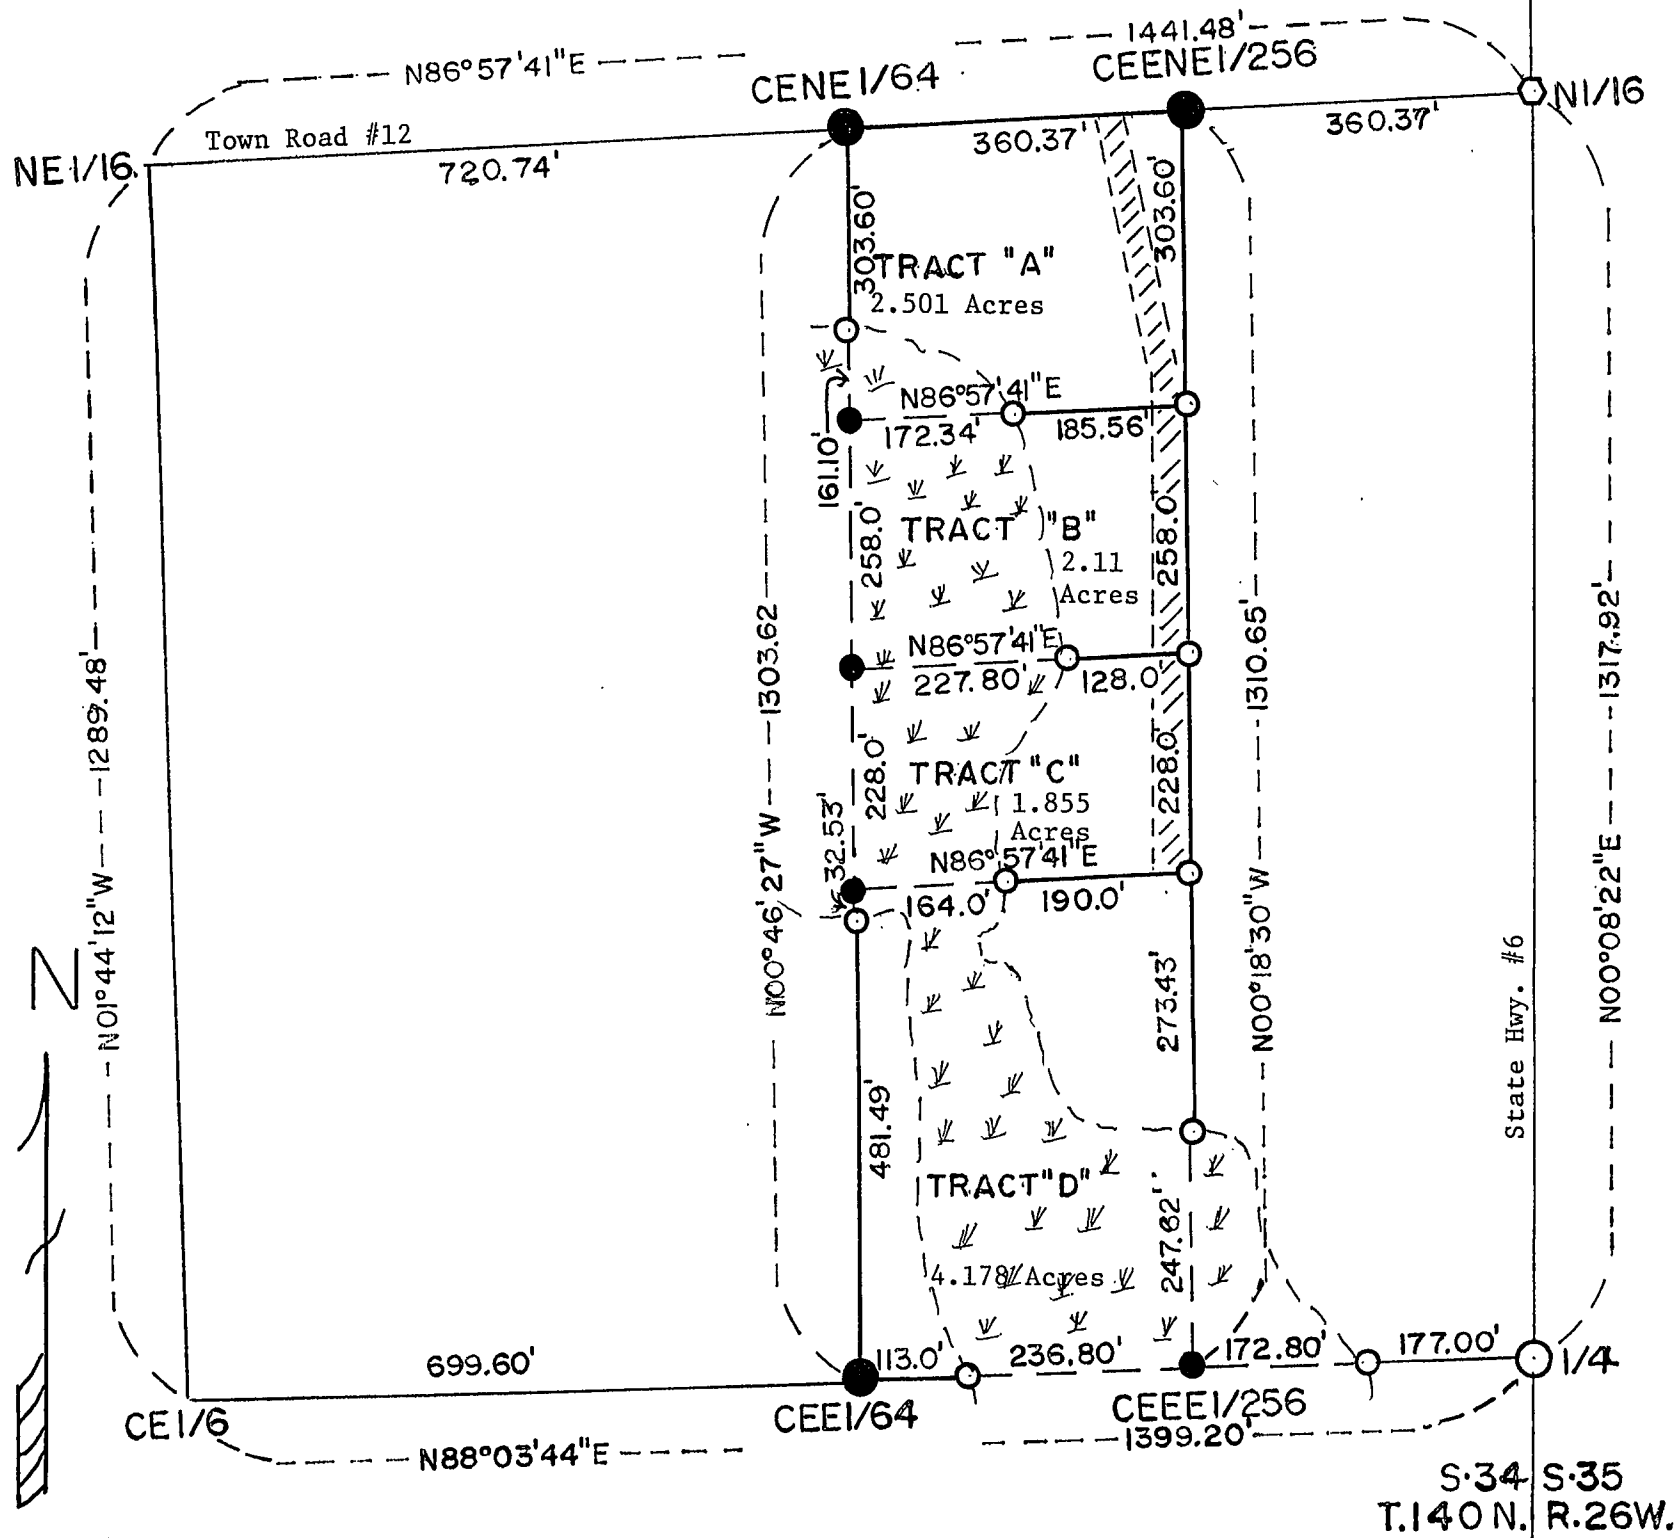 1441.48'
N86°57'41"E
CEENE1/256
CENE1/64
N1/16
Town Road #12
360.37'
360.37'
NE1/16
720.74'
303.60'
303.60'
TRACT "A"
2.501 Acres
N86°57'41"E
172.34'
185.56'
161.10'
258.0'
258.0'
TRACT "B"
2.11
Acres
N86°57'41"E
227.80'
128.0'
1289.48'
1303.62
1310.65'
1317.92'
228.0'
228.0'
TRACT "C"
1.855
Acres
32.53'
N86°57'41"E
164.0'
190.0'
N01°44'12"W
N00°46'27"W
N00°18'30"W
N00°08'22"E
N
273.43'
State Hwy. #6
481.49'
TRACT "D"
247.62'
4.178 Acres
699.60'
113.0'
236.80'
172.80'
177.00'
1/4
CE1/6
CEE1/64
CEEE1/256
N88°03'44"E
1399.20'
S.34 S.35
T.140N. R.26W.